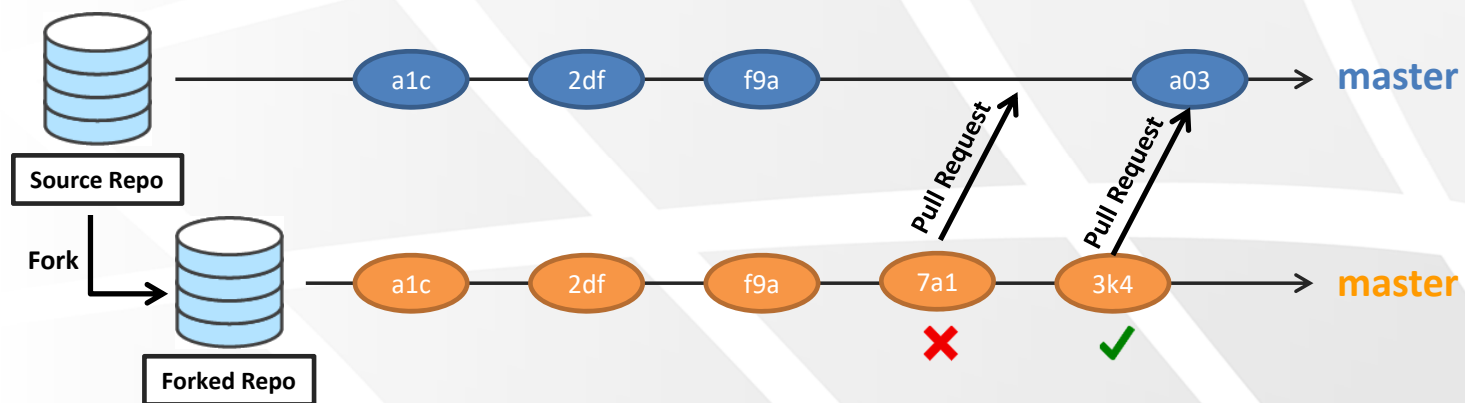 a1c
2df
f9a
a03
master
Source Repo
Pull Request
Pull Request
Fork
a1c
2df
f9a
7a1
3k4
master
Forked Repo